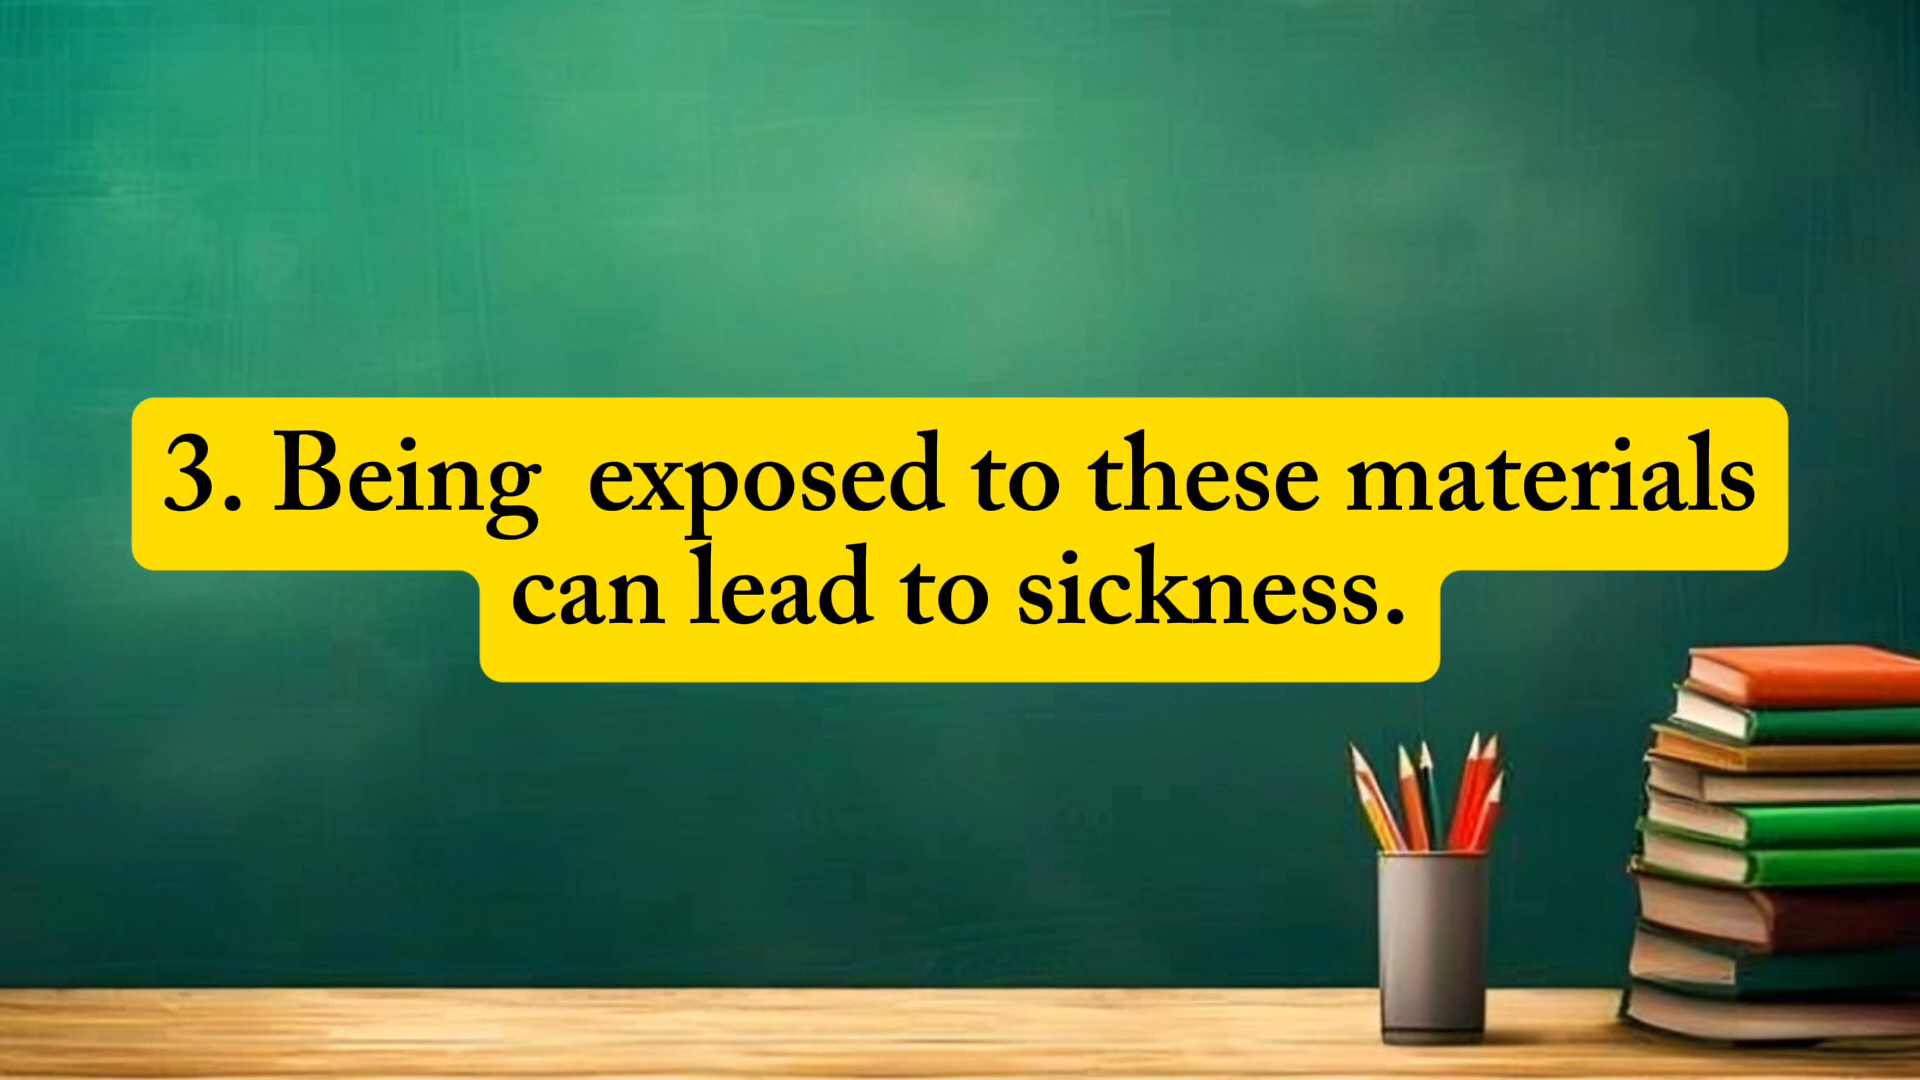 3. Being  exposed to these materials
can lead to sickness.